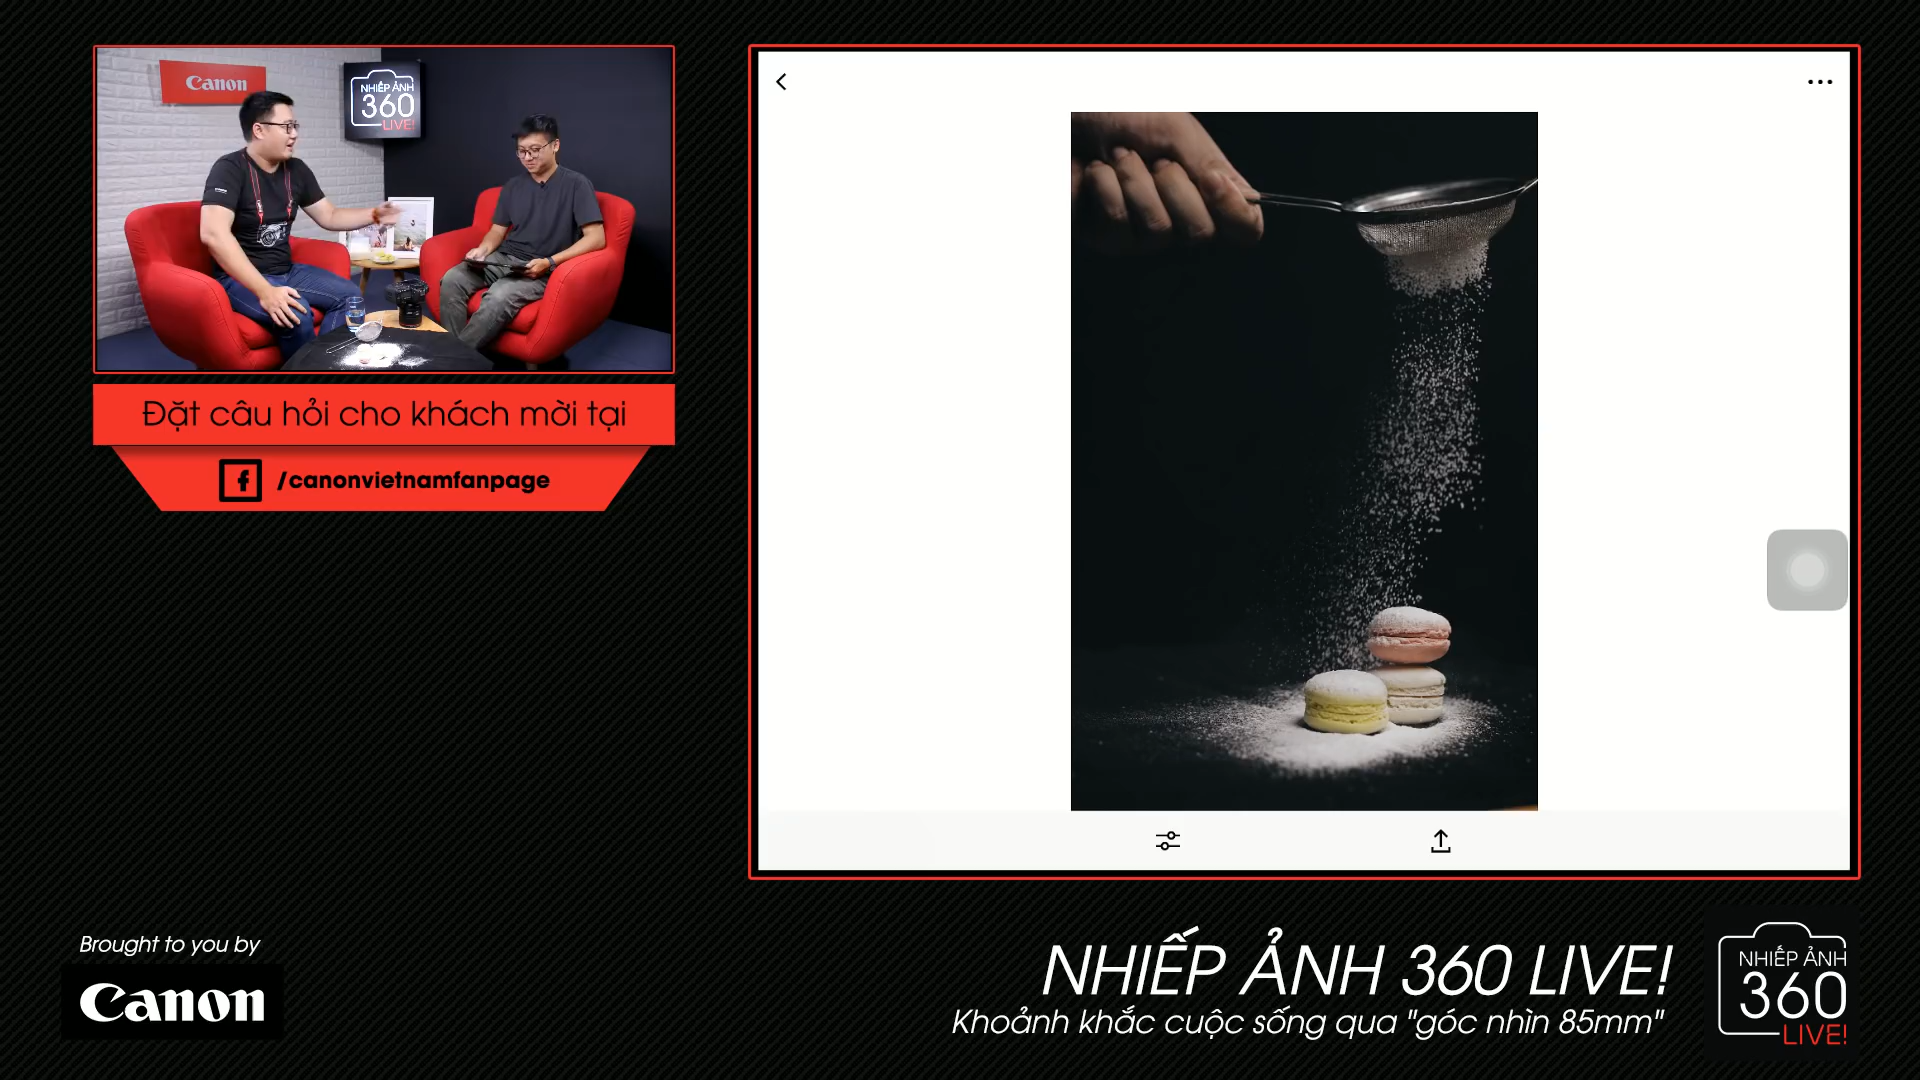 Canon
NHIẾP ẢNH
360
LIVE!
Đặt câu hỏi cho khách mời tại
/canonvietnamfanpage
Brought to you by
Canon
NHIẾP ẢNH 360 LIVE!
Khoảnh khắc cuộc sống qua "góc nhìn 85mm"
NHIẾP ẢNH
360
LIVE!